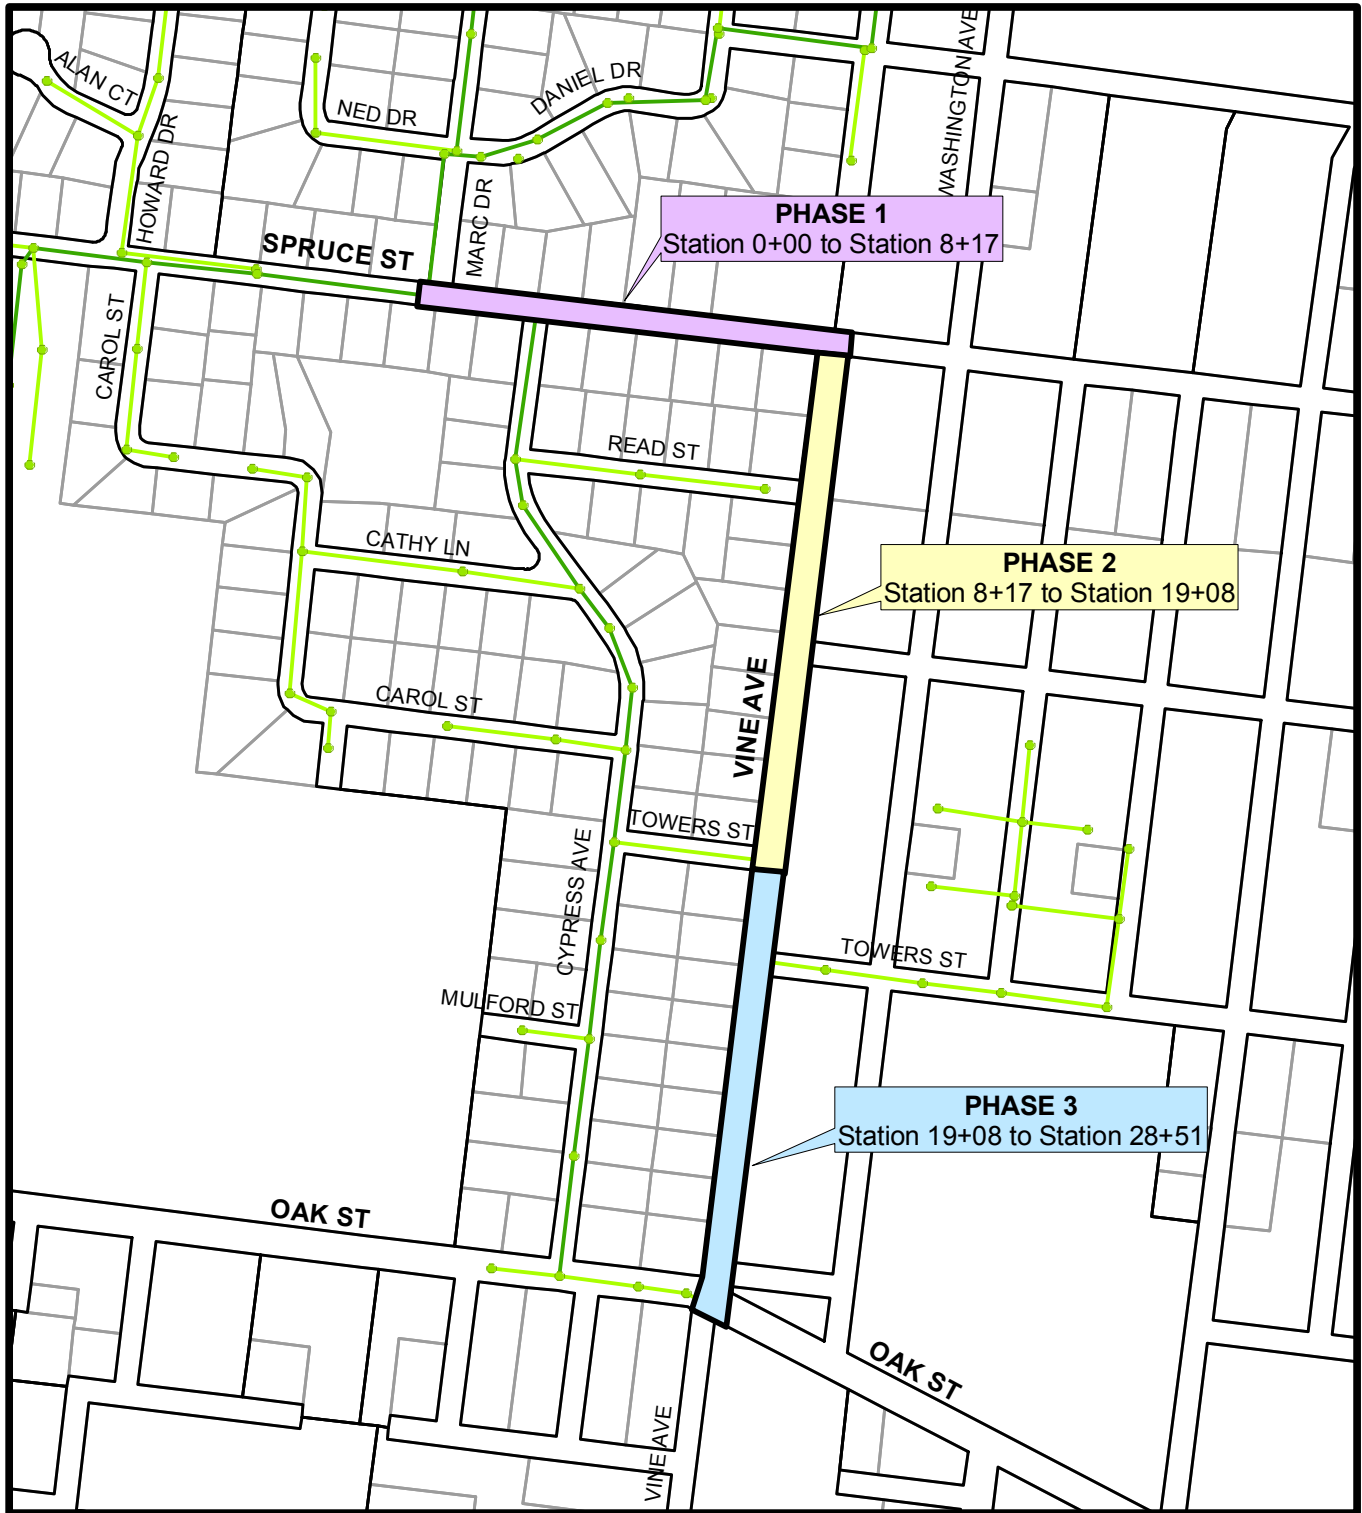 ALAN CT
DANIEL DR
WASHINGTON AVE
NED DR
HOWARD DR
MARC DR
PHASE 1
Station 0+00 to Station 8+17
SPRUCE ST
CAROL ST
READ ST
CATHY LN
PHASE 2
Station 8+17 to Station 19+08
VINE AVE
CAROL ST
TOWERS ST
CYPRESS AVE
TOWERS ST
MULFORD ST
PHASE 3
Station 19+08 to Station 28+51
OAK ST
OAK ST
VINE AVE